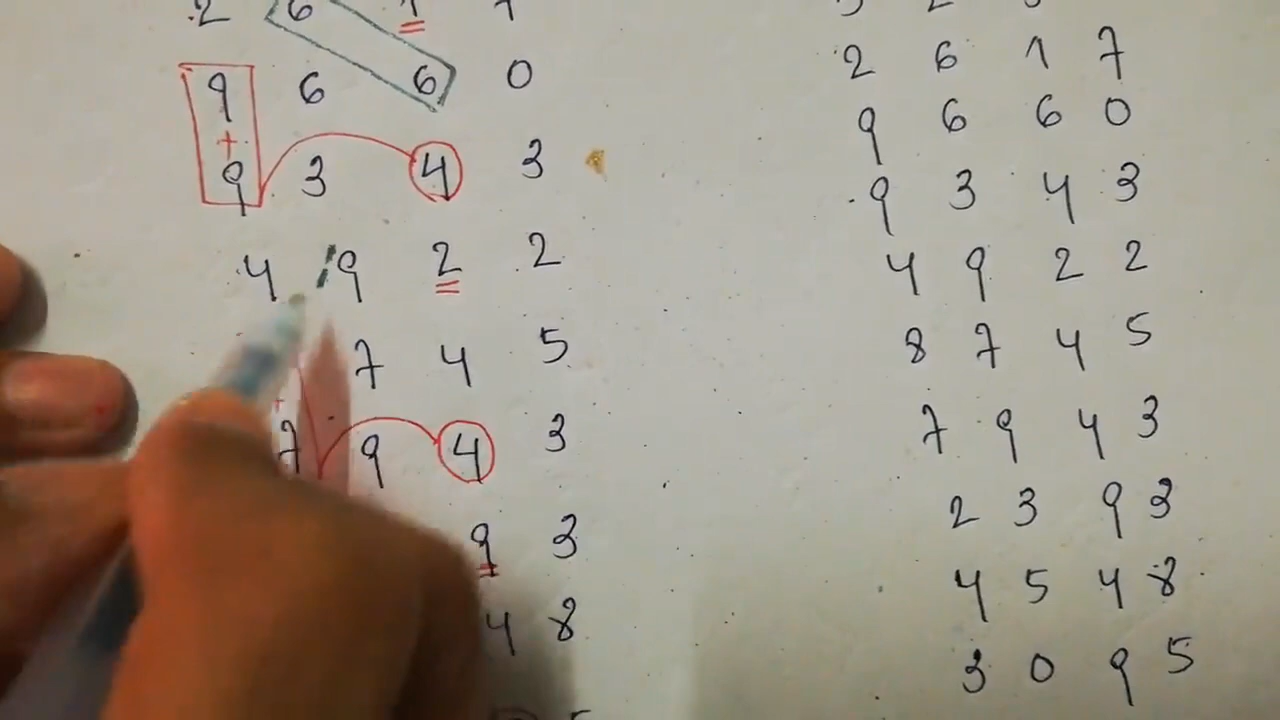 2 6 1 7
9 6 6 0
+
9 3 4 3
4 9 2 2
7 4 5
+
7 9 4 3
9 3
4 8
2 6 1 7
9 6 6 0
9 3 4 3
4 9 2 2
8 7 4 5
7 9 4 3
2 3 9 3
4 5 4 8
3 0 9 5